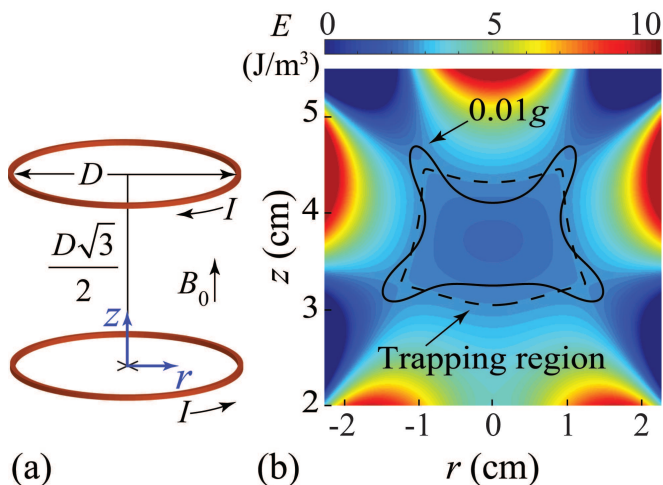 E
(J/m³)
0
5
10
D
I
D√3
2
B₀
z
r
I
(a)
0.01g
Trapping region
z (cm)
5
4
3
2
-2
-1
0
1
2
r (cm)
(b)